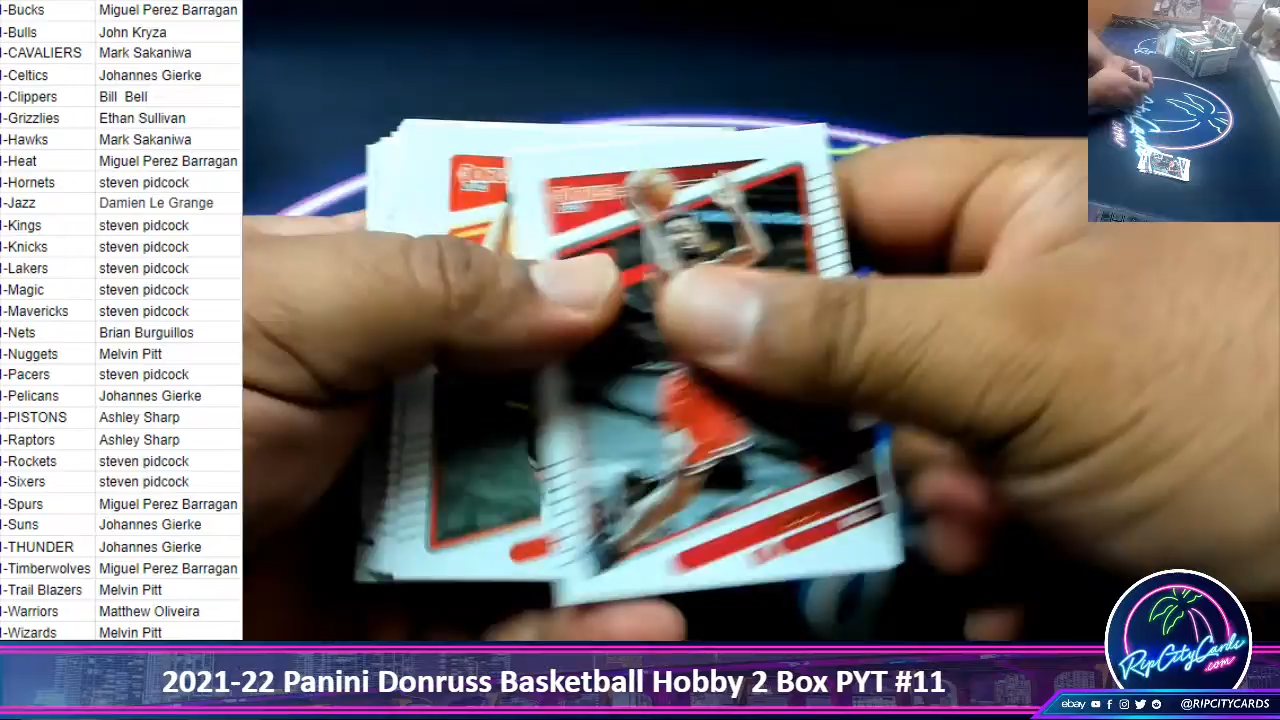 I-Bucks Miguel Perez Barragan
I-Bulls John Kryza
I-CAVALIERS Mark Sakaniwa
I-Celtics Johannes Gierke
I-Clippers Bill Bell
I-Grizzlies Ethan Sullivan
I-Hawks Mark Sakaniwa
I-Heat Miguel Perez Barragan
I-Hornets steven pidcock
I-Jazz Damien Le Grange
I-Kings steven pidcock
I-Knicks steven pidcock
I-Lakers steven pidcock
I-Magic steven pidcock
I-Mavericks steven pidcock
I-Nets Brian Burguillos
I-Nuggets Melvin Pitt
I-Pacers steven pidcock
I-Pelicans Johannes Gierke
I-PISTONS Ashley Sharp
I-Raptors Ashley Sharp
I-Rockets steven pidcock
I-Sixers steven pidcock
I-Spurs Miguel Perez Barragan
I-Suns Johannes Gierke
I-THUNDER Johannes Gierke
I-Timberwolves Miguel Perez Barragan
I-Trail Blazers Melvin Pitt
I-Warriors Matthew Oliveira
I-Wizards Melvin Pitt
2021-22 Panini Donruss Basketball Hobby 2 Box PYT #11
RipCityCards
.com
ebay @RIPCITYCARDS